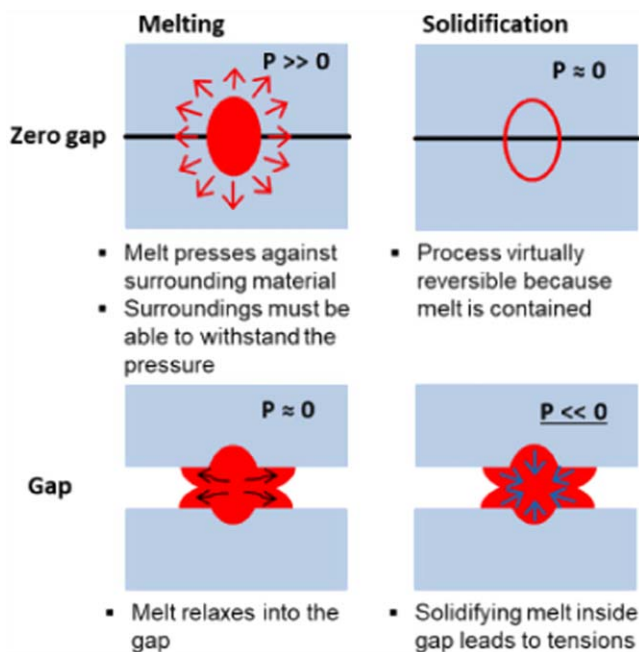 Melting
Solidification
Zero gap
P >> 0
P ≈ 0
▪ Melt presses against
surrounding material
▪ Surroundings must be
able to withstand the
pressure
▪ Process virtually
reversible because
melt is contained
Gap
P ≈ 0
P << 0
▪ Melt relaxes into the
gap
▪ Solidifying melt inside
gap leads to tensions